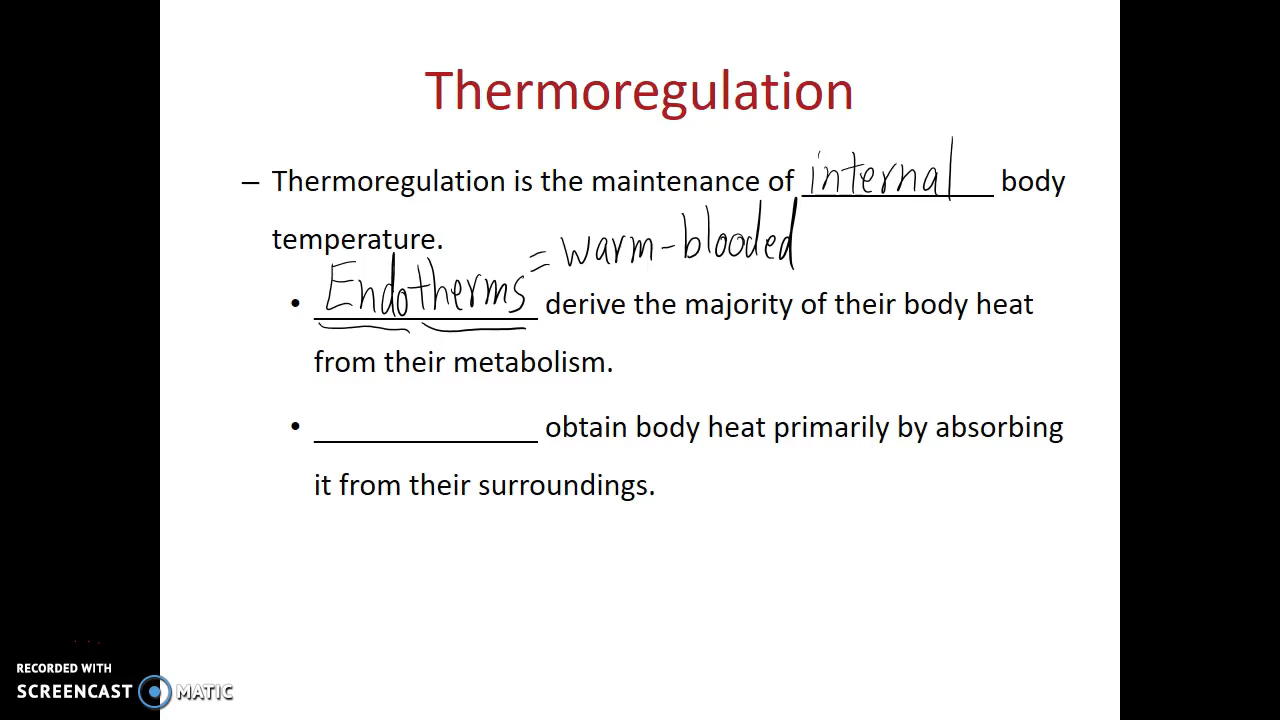 Thermoregulation
– Thermoregulation is the maintenance of internal body
temperature.
= warm-blooded
• Endotherms derive the majority of their body heat
from their metabolism.
• ______________ obtain body heat primarily by absorbing
it from their surroundings.
RECORDED WITH
SCREENCAST MATIC